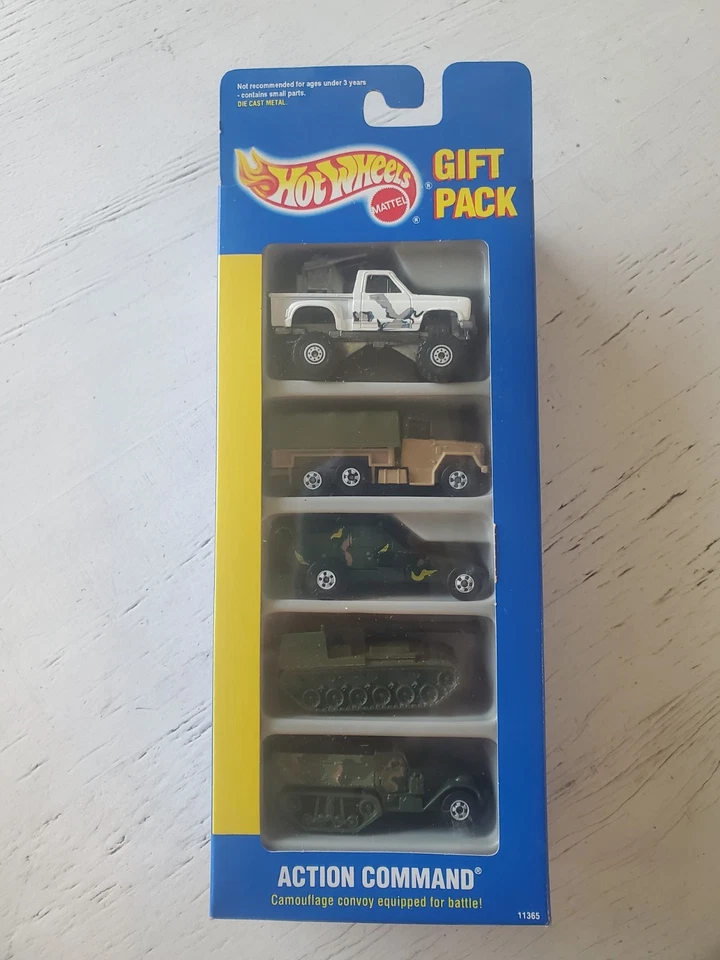 Not recommended for ages under 3 years
- contains small parts.
DIE CAST METAL.
HOT WHEELS®
MATTEL®
GIFT
PACK
ACTION COMMAND®
Camouflage convoy equipped for battle!
11365